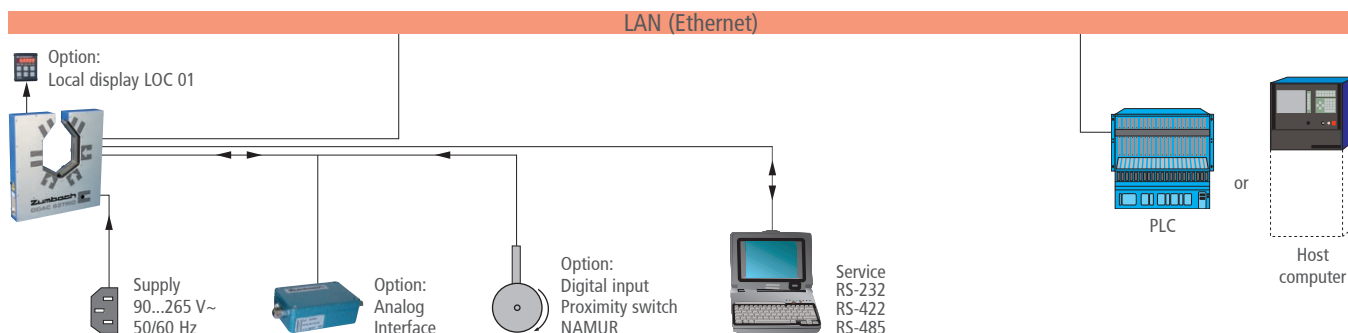 LAN (Ethernet)
Option:
Local display LOC 01
Zumbach
Supply
90...265 V~
50/60 Hz
Option:
Analog
Interface
Option:
Digital input
Proximity switch
NAMUR
Service
RS-232
RS-422
RS-485
PLC
or
Host
computer